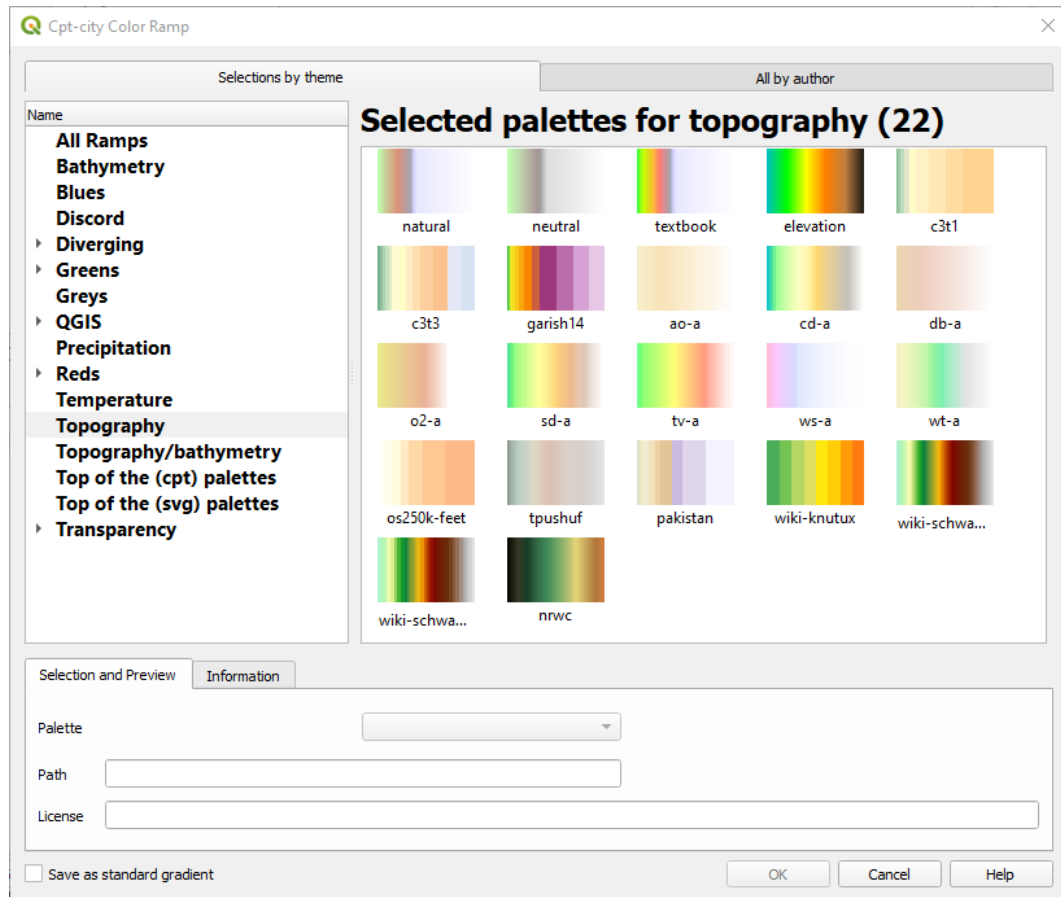 Cpt-city Color Ramp
Selections by theme
All by author
Name
All Ramps
Bathymetry
Blues
Discord
Diverging
Greens
Greys
QGIS
Precipitation
Reds
Temperature
Topography
Topography/bathymetry
Top of the (cpt) palettes
Top of the (svg) palettes
Transparency
Selected palettes for topography (22)
natural neutral textbook elevation c3t1
c3t3 garish14 ao-a cd-a db-a
o2-a sd-a tv-a ws-a wt-a
os250k-feet tpushuf pakistan wiki-knutux wiki-schwa...
wiki-schwa... nrwc
Selection and Preview Information
Palette
Path
License
Save as standard gradient
OK Cancel Help